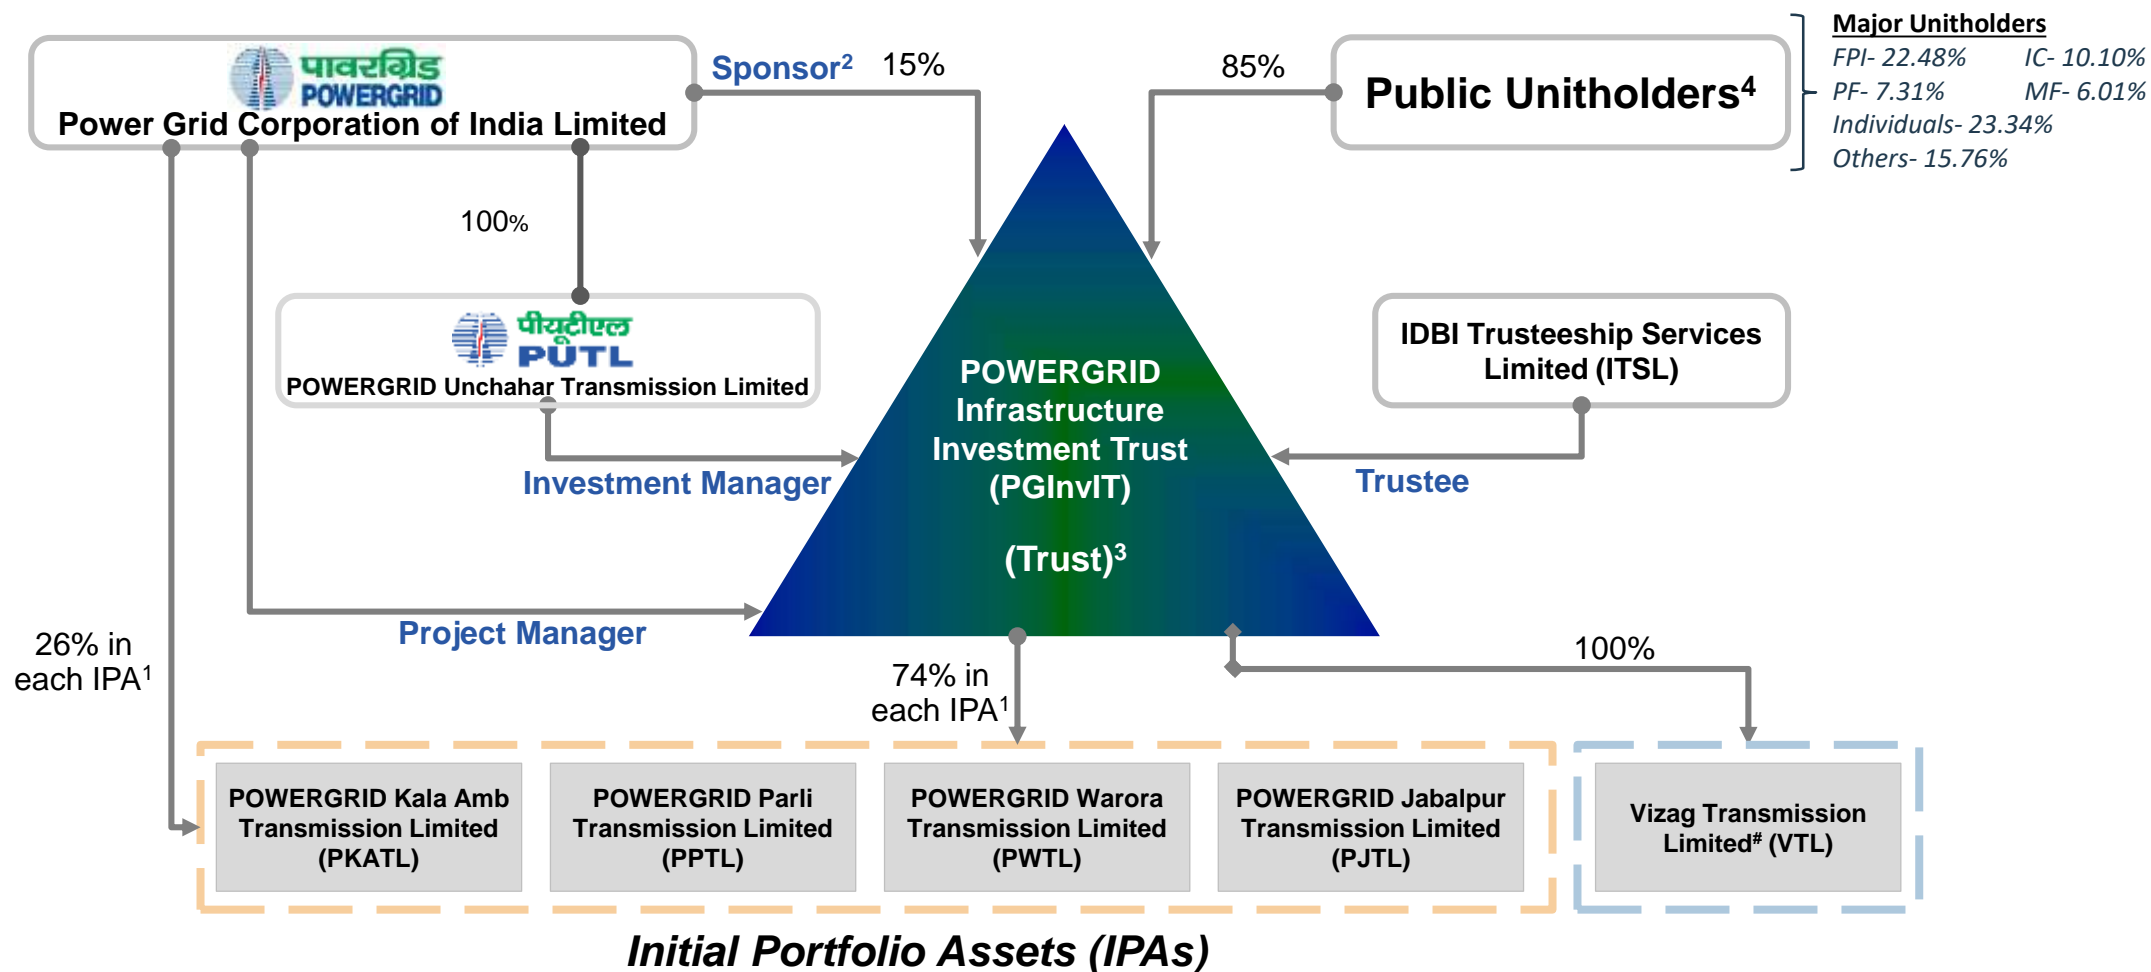 पावरग्रिड
POWERGRID
Power Grid Corporation of India Limited
Sponsor² 15%
85%
Public Unitholders⁴
Major Unitholders
FPI- 22.48% IC- 10.10%
PF- 7.31% MF- 6.01%
Individuals- 23.34%
Others- 15.76%
100%
पीयूटीएल
PUTL
POWERGRID Unchahar Transmission Limited
Investment Manager
POWERGRID
Infrastructure
Investment Trust
(PGInvIT)
(Trust)³
IDBI Trusteeship Services
Limited (ITSL)
Trustee
Project Manager
26% in
each IPA¹
74% in
each IPA¹
100%
POWERGRID Kala Amb
Transmission Limited
(PKATL)
POWERGRID Parli
Transmission Limited
(PPTL)
POWERGRID Warora
Transmission Limited
(PWTL)
POWERGRID Jabalpur
Transmission Limited
(PJTL)
Vizag Transmission
Limited# (VTL)
Initial Portfolio Assets (IPAs)